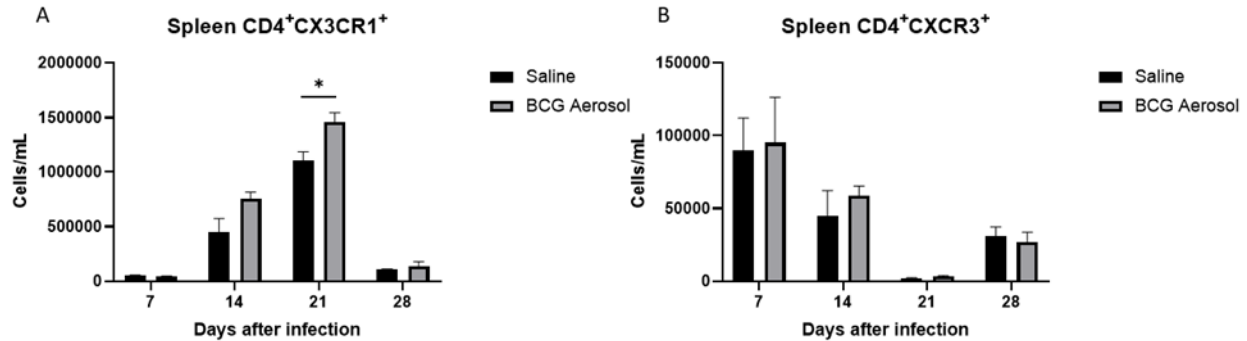 A
Spleen CD4⁺CX3CR1⁺
2000000
1500000
1000000
500000
0
Cells/mL
*
7 14 21 28
Days after infection
Saline
BCG Aerosol
B
Spleen CD4⁺CXCR3⁺
150000
100000
50000
0
Cells/mL
7 14 21 28
Days after infection
Saline
BCG Aerosol